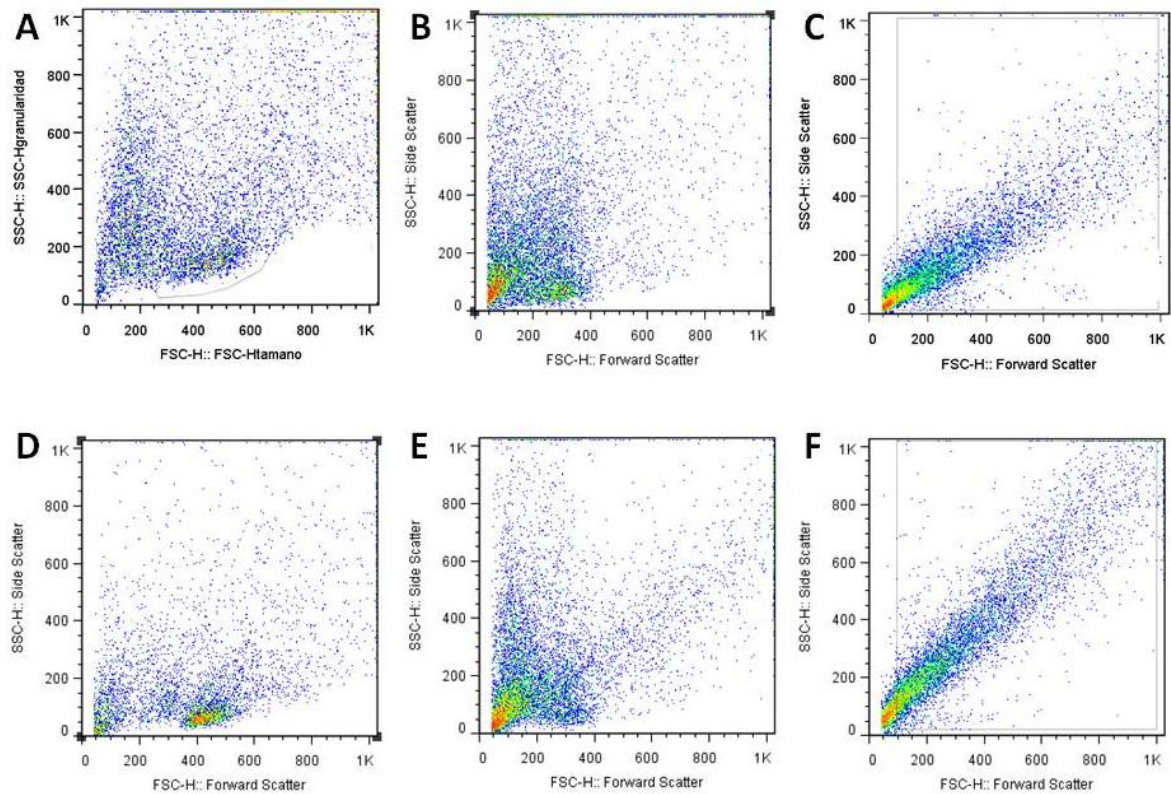 A
1K
800
600
400
200
0
SSC-H:: SSC-Hgranularidad
0 200 400 600 800 1K
FSC-H:: FSC-Htamano
B
1K
800
600
400
200
0
SSC-H:: Side Scatter
0 200 400 600 800 1K
FSC-H:: Forward Scatter
C
1K
800
600
400
200
0
SSC-H:: Side Scatter
0 200 400 600 800 1K
FSC-H:: Forward Scatter
D
1K
800
600
400
200
0
SSC-H:: Side Scatter
0 200 400 600 800 1K
FSC-H:: Forward Scatter
E
1K
800
600
400
200
0
SSC-H:: Side Scatter
0 200 400 600 800 1K
FSC-H:: Forward Scatter
F
1K
800
600
400
200
0
SSC-H:: Side Scatter
0 200 400 600 800 1K
FSC-H:: Forward Scatter